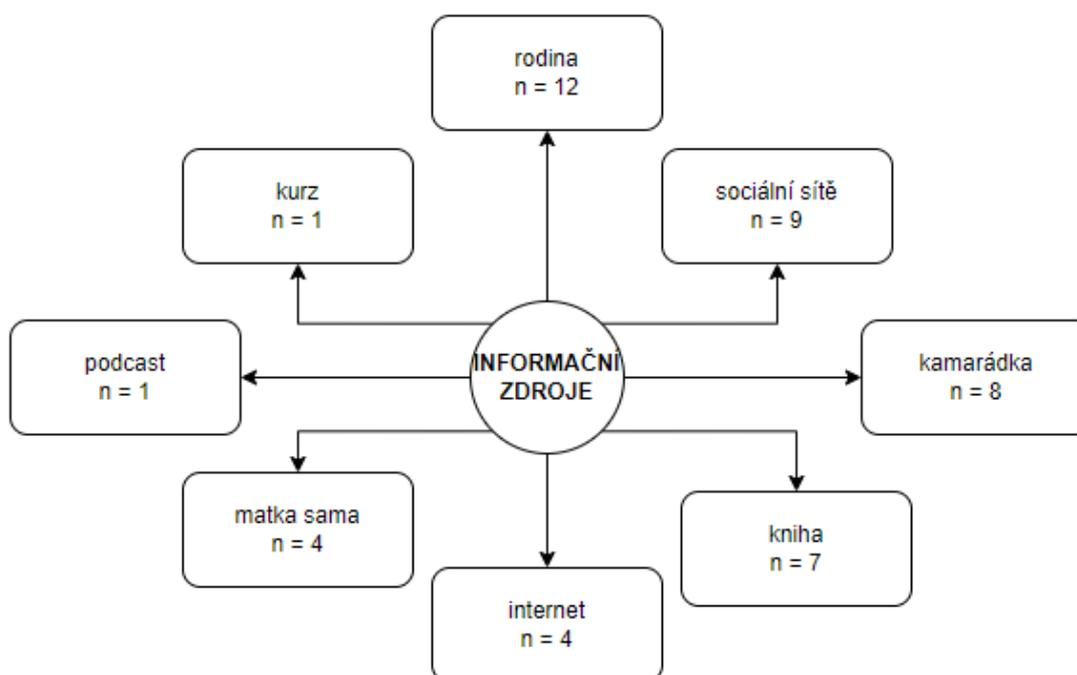 rodina
n = 12
kurz
n = 1
sociální sítě
n = 9
podcast
n = 1
INFORMAČNÍ
ZDROJE
kamarádka
n = 8
matka sama
n = 4
kniha
n = 7
internet
n = 4